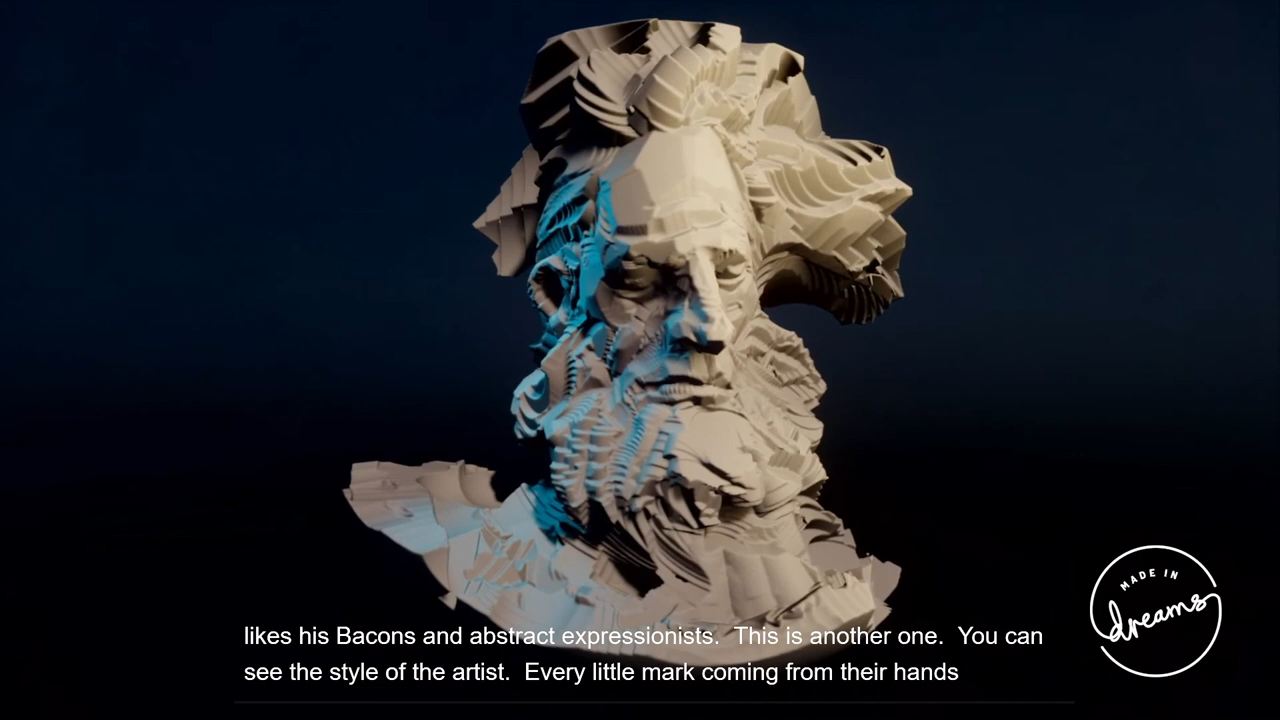 MADE IN
dreams
likes his Bacons and abstract expressionists.  This is another one.  You can
see the style of the artist.  Every little mark coming from their hands